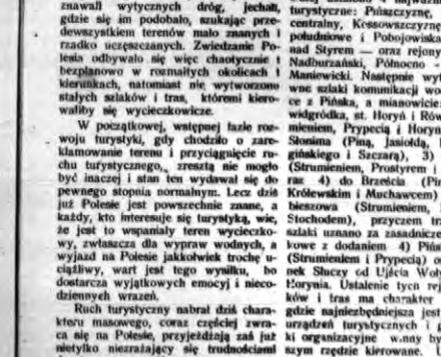 znawali wytycznych dróg, jechali,
gdzie się im podobało, szukając prze-
dewszystkiem terenów mało znanych i
rzadko uczęszczanych. Zwiedzanie Po-
lesia odbywało się więc chaotycznie i
bezplanowo w rozmaitych okolicach i
kierunkach, natomiast nie wytworzono
stałych szlaków i tras, któremi kiero-
waliby się wycieczkowicze.
W początkowej, wstępnej fazie roz-
woju turystyki, gdy chodziło o zare-
klamowanie terenu i przyciągnięcie ru-
chu turystycznego, zresztą nie mogło
być inaczej i stan ten wydawał się do
pewnego stopnia normalnym. Lecz dziś
już Polesie jest powszechnie znane, a
każdy, kto interesuje się turystyką, wie,
że jest to wspaniały teren wycieczko-
wy, zwłaszcza dla wypraw wodnych, a
wyjazd na Polesie jakkolwiek trochę u-
ciążliwy, wart jest tego wysiłku, bo
dostarcza wyjątkowych emocyj i nieco-
dziennych wrażeń.
Ruch turystyczny nabrał dziś chara-
kteru masowego, coraz częściej zwra-
ca się na Polesie, przyjeżdżają zaś już
nietylko niezrażający się trudnościami
turystyczne: Pińszczyznę,
centralny, Kossowszczyznę
południowe i Pobojowiska
nad Styrem — oraz rejony
Nadburzański, Północno -
Maniewicki. Następnie wy
wne szlaki komunikacji wo
ce z Pińska, a mianowicie
widgródka, st. Horyń i Rów
mieniem, Prypecią i Horyn
Słonima (Piną, Jasiołdą,
gińskiego i Szczarą), 3)
(Strumieniem, Prostyrem i
raz 4) do Brześcia (Pi
Królewskim i Muchawcem)
bieszowa (Strumieniem,
Stochodem), przyczem
szlaki uznano za zasadnicze
kowe z dodaniem 4) Pińs
(Strumieniem i Prypecią) o
nek Słuczy od Ujścia Woł
Horynia. Ustalenie tych rej
ków i tras ma charakter
gdzie najniezbędniejsza jest
urządzeń turystycznych i
ki organizacyjne winny by
szym rzędzie kierowane.